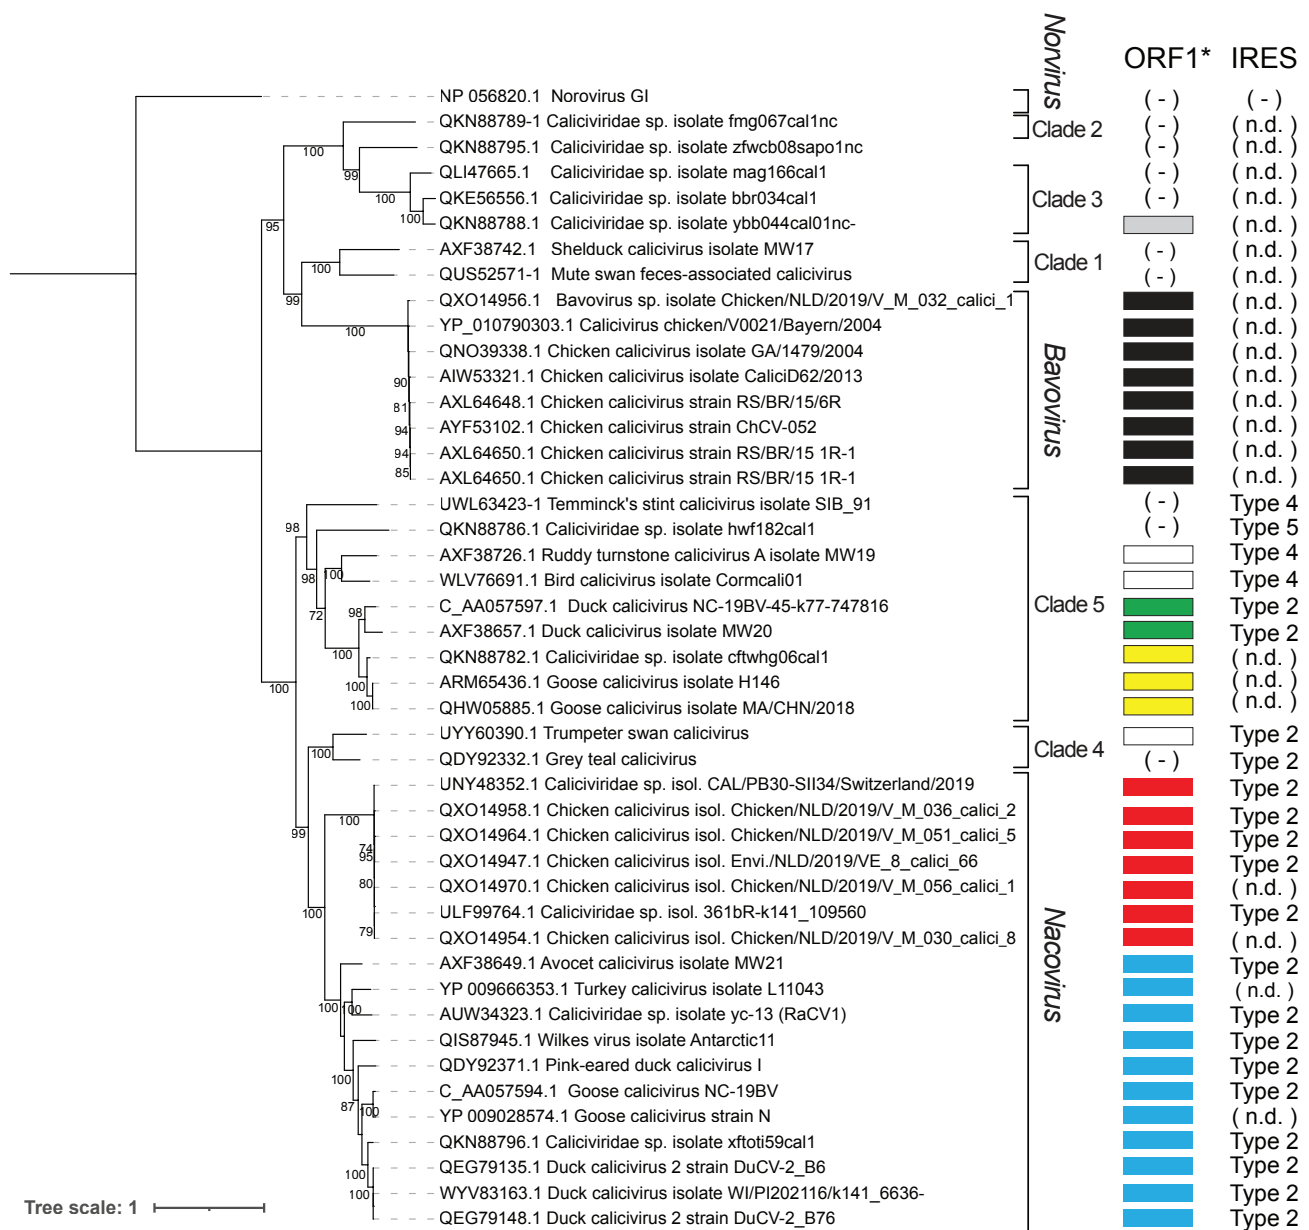 Norvirus ORF1* IRES
NP 056820.1 Norovirus GI ( - ) ( - )
QKN88789-1 Caliciviridae sp. isolate fmg067cal1nc Clade 2 ( - ) ( n.d. )
100
QKN88795.1 Caliciviridae sp. isolate zfwcb08sapo1nc ( - ) ( n.d. )
99
QLI47665.1 Caliciviridae sp. isolate mag166cal1 ( - ) ( n.d. )
100
QKE56556.1 Caliciviridae sp. isolate bbr034cal1 Clade 3 ( - ) ( n.d. )
100
QKN88788.1 Caliciviridae sp. isolate ybb044cal01nc- ( n.d. )
95
AXF38742.1 Shelduck calicivirus isolate MW17 ( - ) ( n.d. )
100 Clade 1
QUS52571-1 Mute swan feces-associated calicivirus ( - ) ( n.d. )
99
QXO14956.1 Bavovirus sp. isolate Chicken/NLD/2019/V_M_032_calici_1 ( n.d. )
YP_010790303.1 Calicivirus chicken/V0021/Bayern/2004 ( n.d. )
100
QNO39338.1 Chicken calicivirus isolate GA/1479/2004 ( n.d. )
AIW53321.1 Chicken calicivirus isolate CaliciD62/2013 ( n.d. )
90
Bavovirus
AXL64648.1 Chicken calicivirus strain RS/BR/15/6R ( n.d. )
81
AYF53102.1 Chicken calicivirus strain ChCV-052 ( n.d. )
94
AXL64650.1 Chicken calicivirus strain RS/BR/15 1R-1 ( n.d. )
94
AXL64650.1 Chicken calicivirus strain RS/BR/15 1R-1 ( n.d. )
85
UWL63423-1 Temminck's stint calicivirus isolate SIB_91 ( - ) Type 4
98
QKN88786.1 Caliciviridae sp. isolate hwf182cal1 ( - ) Type 5
AXF38726.1 Ruddy turnstone calicivirus A isolate MW19 Type 4
98 100
WLV76691.1 Bird calicivirus isolate Cormcali01 Type 4
C_AA057597.1 Duck calicivirus NC-19BV-45-k77-747816 Clade 5 Type 2
98
72
AXF38657.1 Duck calicivirus isolate MW20 Type 2
100
QKN88782.1 Caliciviridae sp. isolate cftwhg06cal1 ( n.d. )
100
ARM65436.1 Goose calicivirus isolate H146 ( n.d. )
100
100
QHW05885.1 Goose calicivirus isolate MA/CHN/2018 ( n.d. )
UYY60390.1 Trumpeter swan calicivirus Type 2
100 Clade 4
QDY92332.1 Grey teal calicivirus ( - ) Type 2
UNY48352.1 Caliciviridae sp. isol. CAL/PB30-SII34/Switzerland/2019 Type 2
QXO14958.1 Chicken calicivirus isol. Chicken/NLD/2019/V_M_036_calici_2 Type 2
100
99
QXO14964.1 Chicken calicivirus isol. Chicken/NLD/2019/V_M_051_calici_5 Type 2
74
95
QXO14947.1 Chicken calicivirus isol. Envi./NLD/2019/VE_8_calici_66 Type 2
QXO14970.1 Chicken calicivirus isol. Chicken/NLD/2019/V_M_056_calici_1 ( n.d. )
80
ULF99764.1 Caliciviridae sp. isol. 361bR-k141_109560 Type 2
100
79
QXO14954.1 Chicken calicivirus isol. Chicken/NLD/2019/V_M_030_calici_8 ( n.d. )
Nacovirus
AXF38649.1 Avocet calicivirus isolate MW21 Type 2
YP 009666353.1 Turkey calicivirus isolate L11043 ( n.d. )
100 100
AUW34323.1 Caliciviridae sp. isolate yc-13 (RaCV1) Type 2
QIS87945.1 Wilkes virus isolate Antarctic11 Type 2
QDY92371.1 Pink-eared duck calicivirus I Type 2
100
C_AA057594.1 Goose calicivirus NC-19BV Type 2
87 100
YP 009028574.1 Goose calicivirus strain N ( n.d. )
QKN88796.1 Caliciviridae sp. isolate xftoti59cal1 Type 2
QEG79135.1 Duck calicivirus 2 strain DuCV-2_B6 Type 2
100
WYV83163.1 Duck calicivirus isolate WI/PI202116/k141_6636- Type 2
100
Tree scale: 1
QEG79148.1 Duck calicivirus 2 strain DuCV-2_B76 Type 2